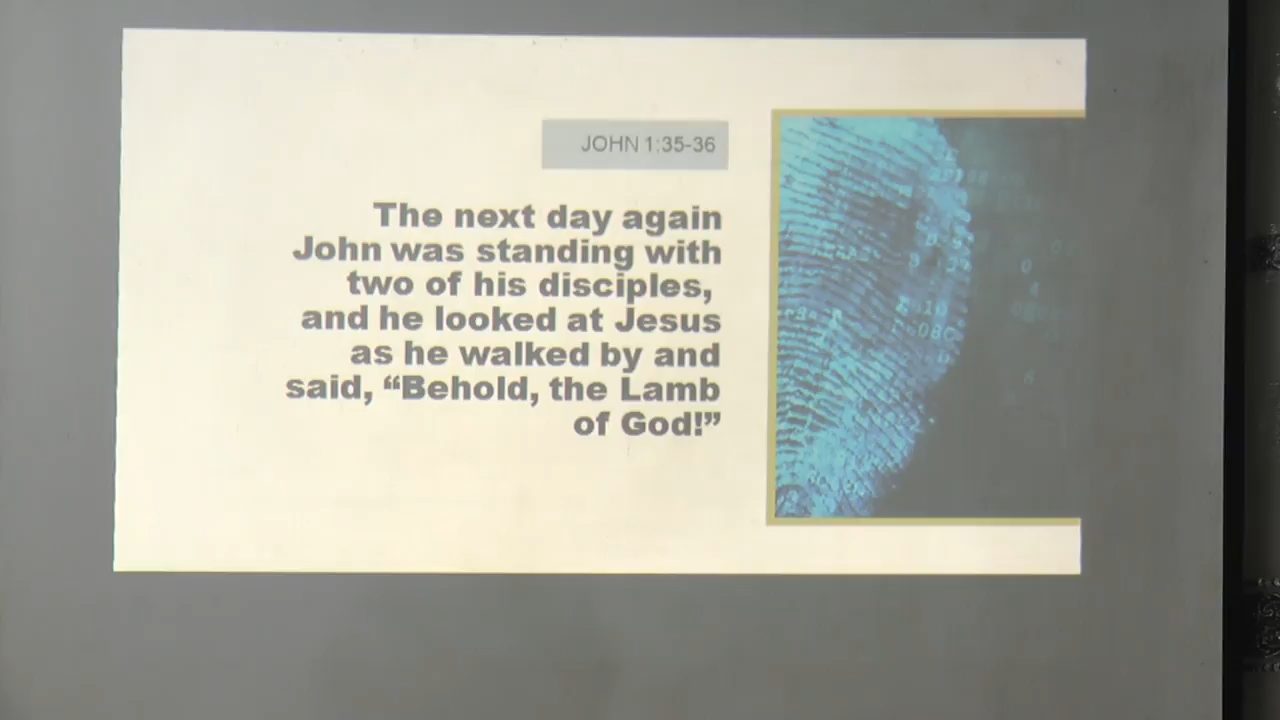 JOHN 1:35-36
The next day again
John was standing with
two of his disciples,
and he looked at Jesus
as he walked by and
said, “Behold, the Lamb
of God!”